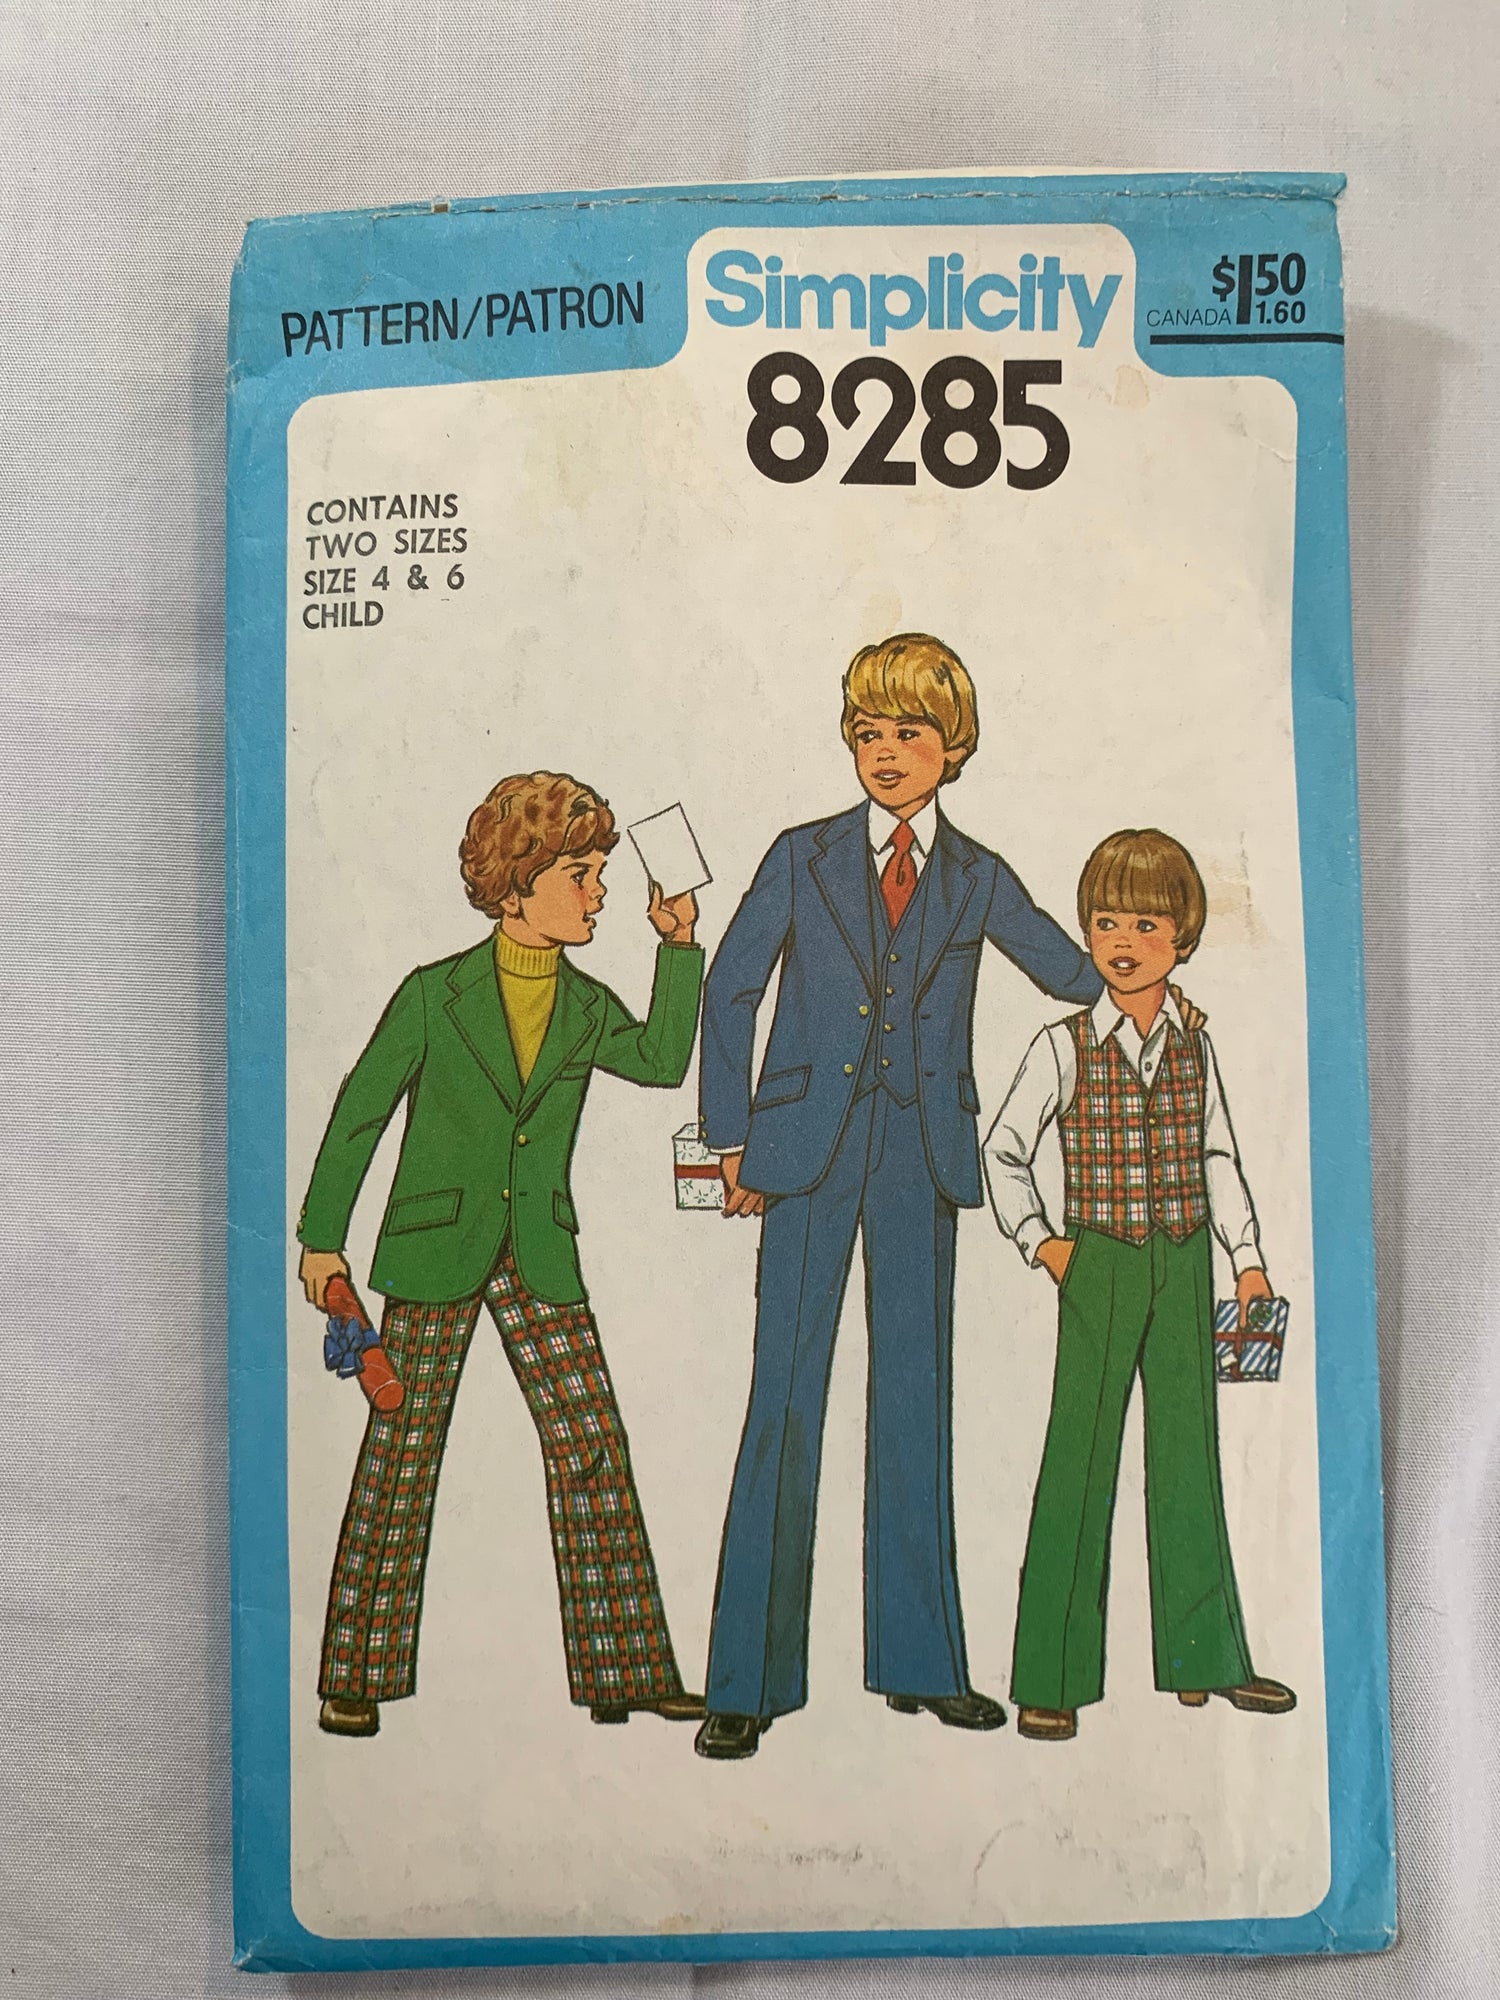 PATTERN/PATRON
Simplicity
8285
$1.50
CANADA 1.60
CONTAINS
TWO SIZES
SIZE 4 & 6
CHILD